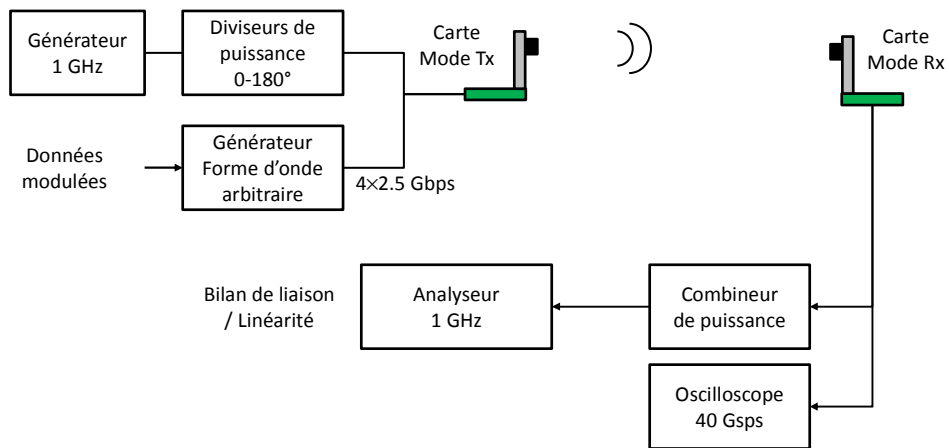 Générateur
1 GHz
Diviseurs de
puissance
0-180°
Carte
Mode Tx
Carte
Mode Rx
Données
modulées
Générateur
Forme d'onde
arbitraire
4×2.5 Gbps
Bilan de liaison
/ Linéarité
Analyseur
1 GHz
Combineur
de puissance
Oscilloscope
40 Gsps